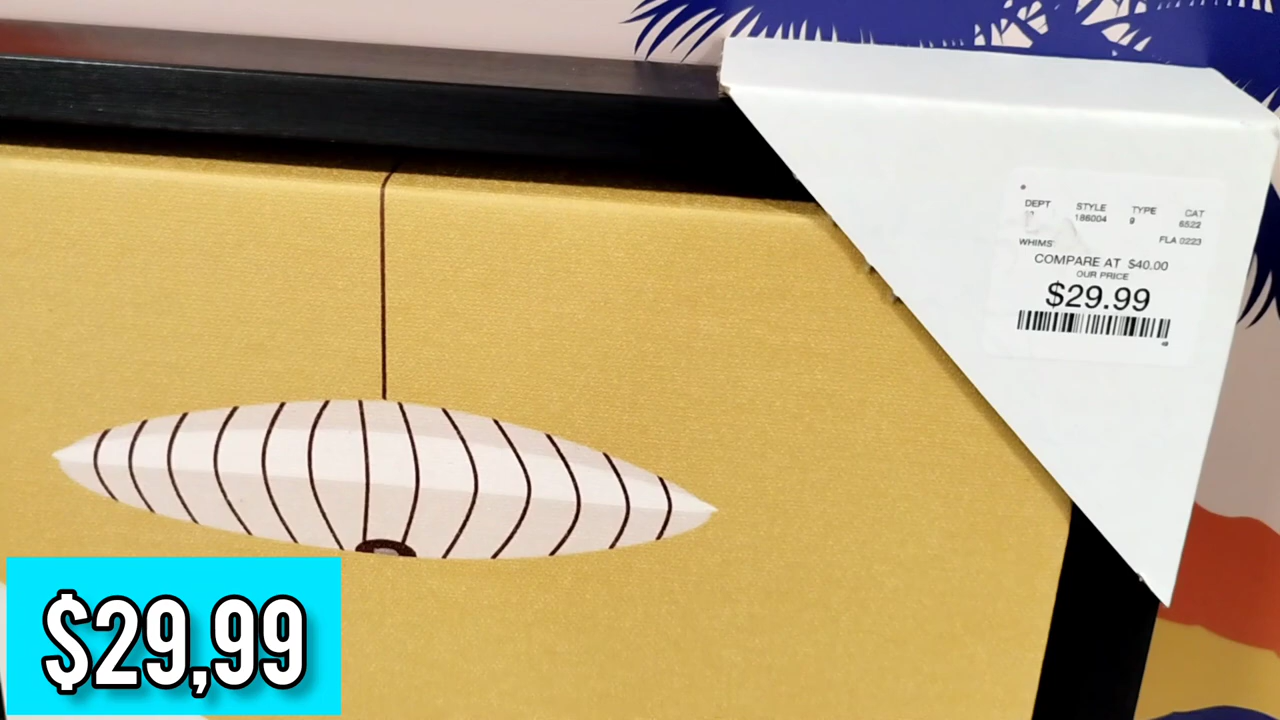 DEPT STYLE TYPE CAT
186004 9 6522
WHIMS FLA 0223
COMPARE AT $40.00
OUR PRICE
$29.99
$29,99